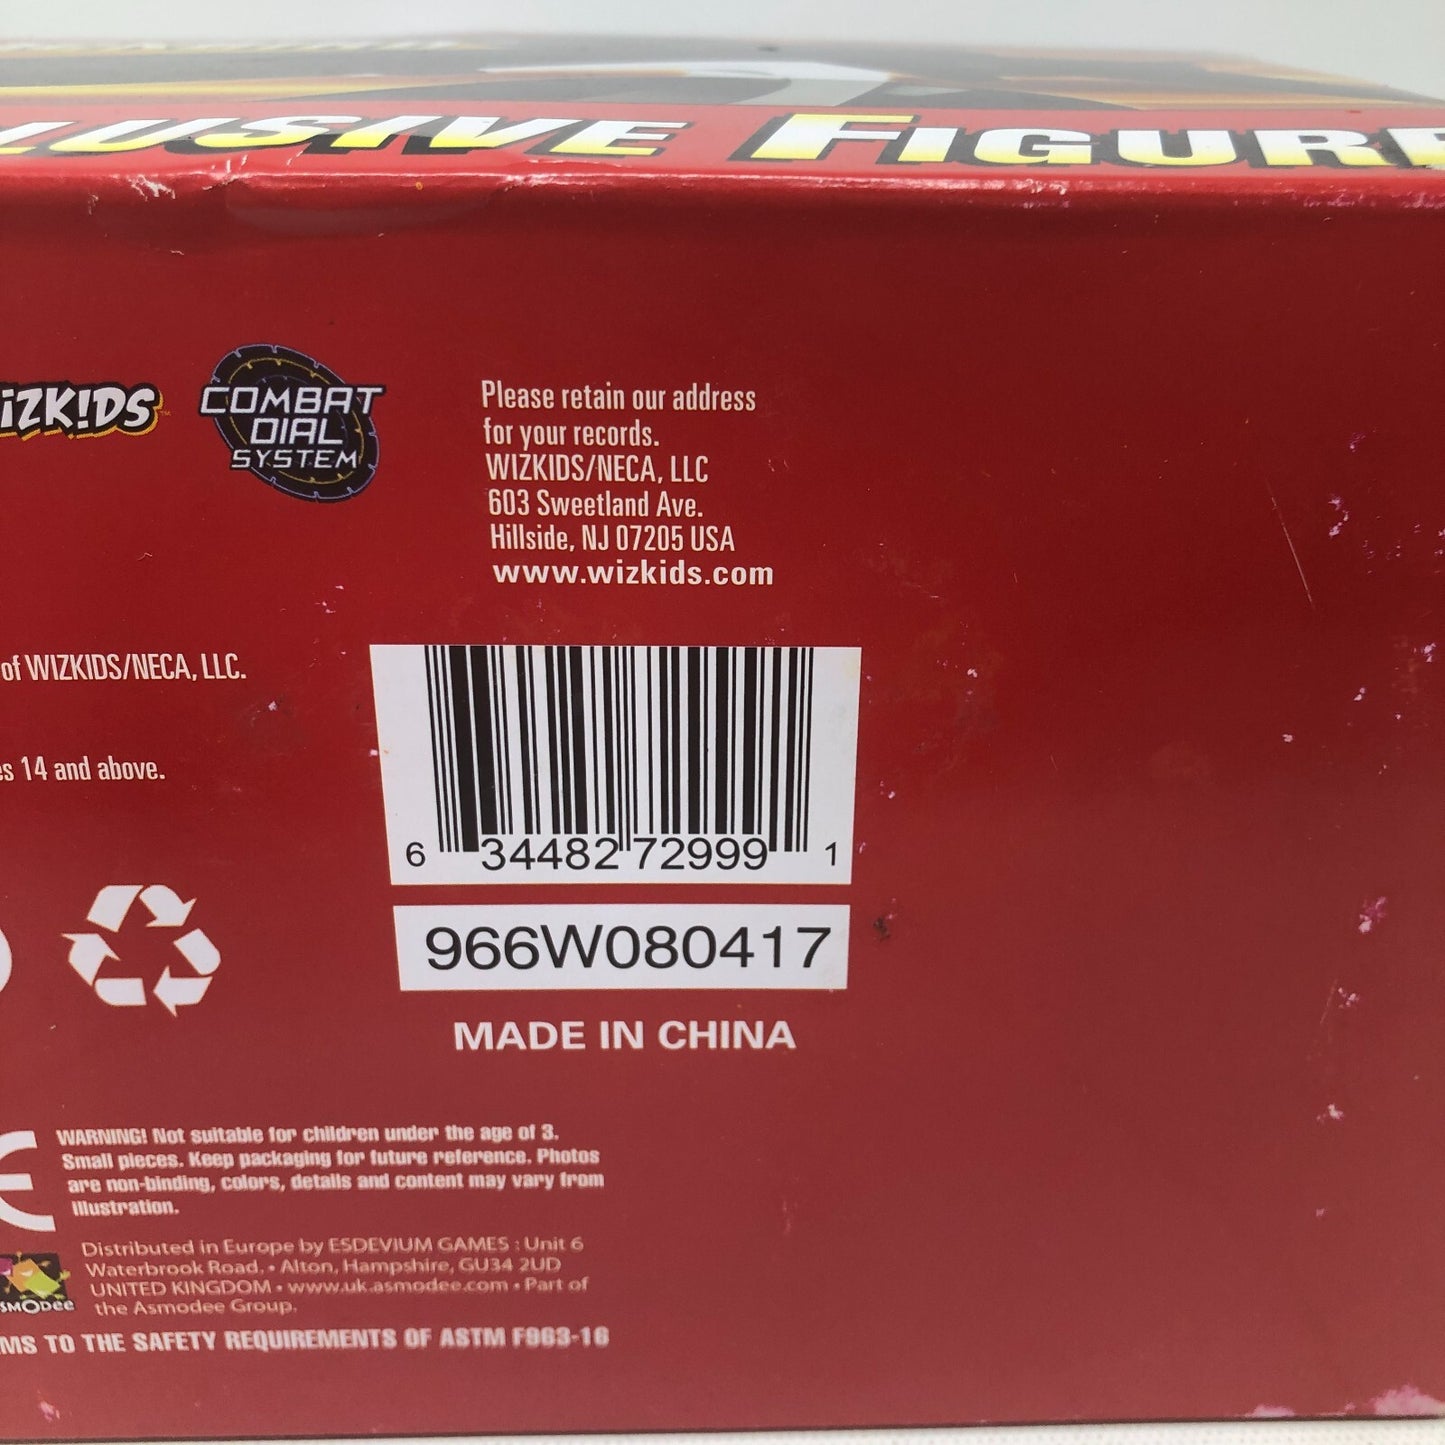 LUSIVE FIGURE
iZK!DS™
COMBAT
DIAL
SYSTEM
Please retain our address
for your records.
WIZKIDS/NECA, LLC
603 Sweetland Ave.
Hillside, NJ 07205 USA
www.wizkids.com
of WIZKIDS/NECA, LLC.
es 14 and above.
6 34482 72999 1
966W080417
MADE IN CHINA
WARNING! Not suitable for children under the age of 3.
Small pieces. Keep packaging for future reference. Photos
are non-binding, colors, details and content may vary from
illustration.
Distributed in Europe by ESDEVIUM GAMES : Unit 6
Waterbrook Road, • Alton, Hampshire, GU34 2UD
UNITED KINGDOM • www.uk.asmodee.com • Part of
the Asmodee Group.
SMODee
MS TO THE SAFETY REQUIREMENTS OF ASTM F963-16